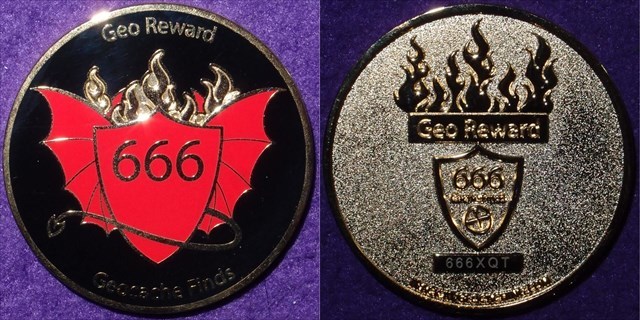 Geo Reward
666
Geocache Finds
Geo Reward
666
666XQT